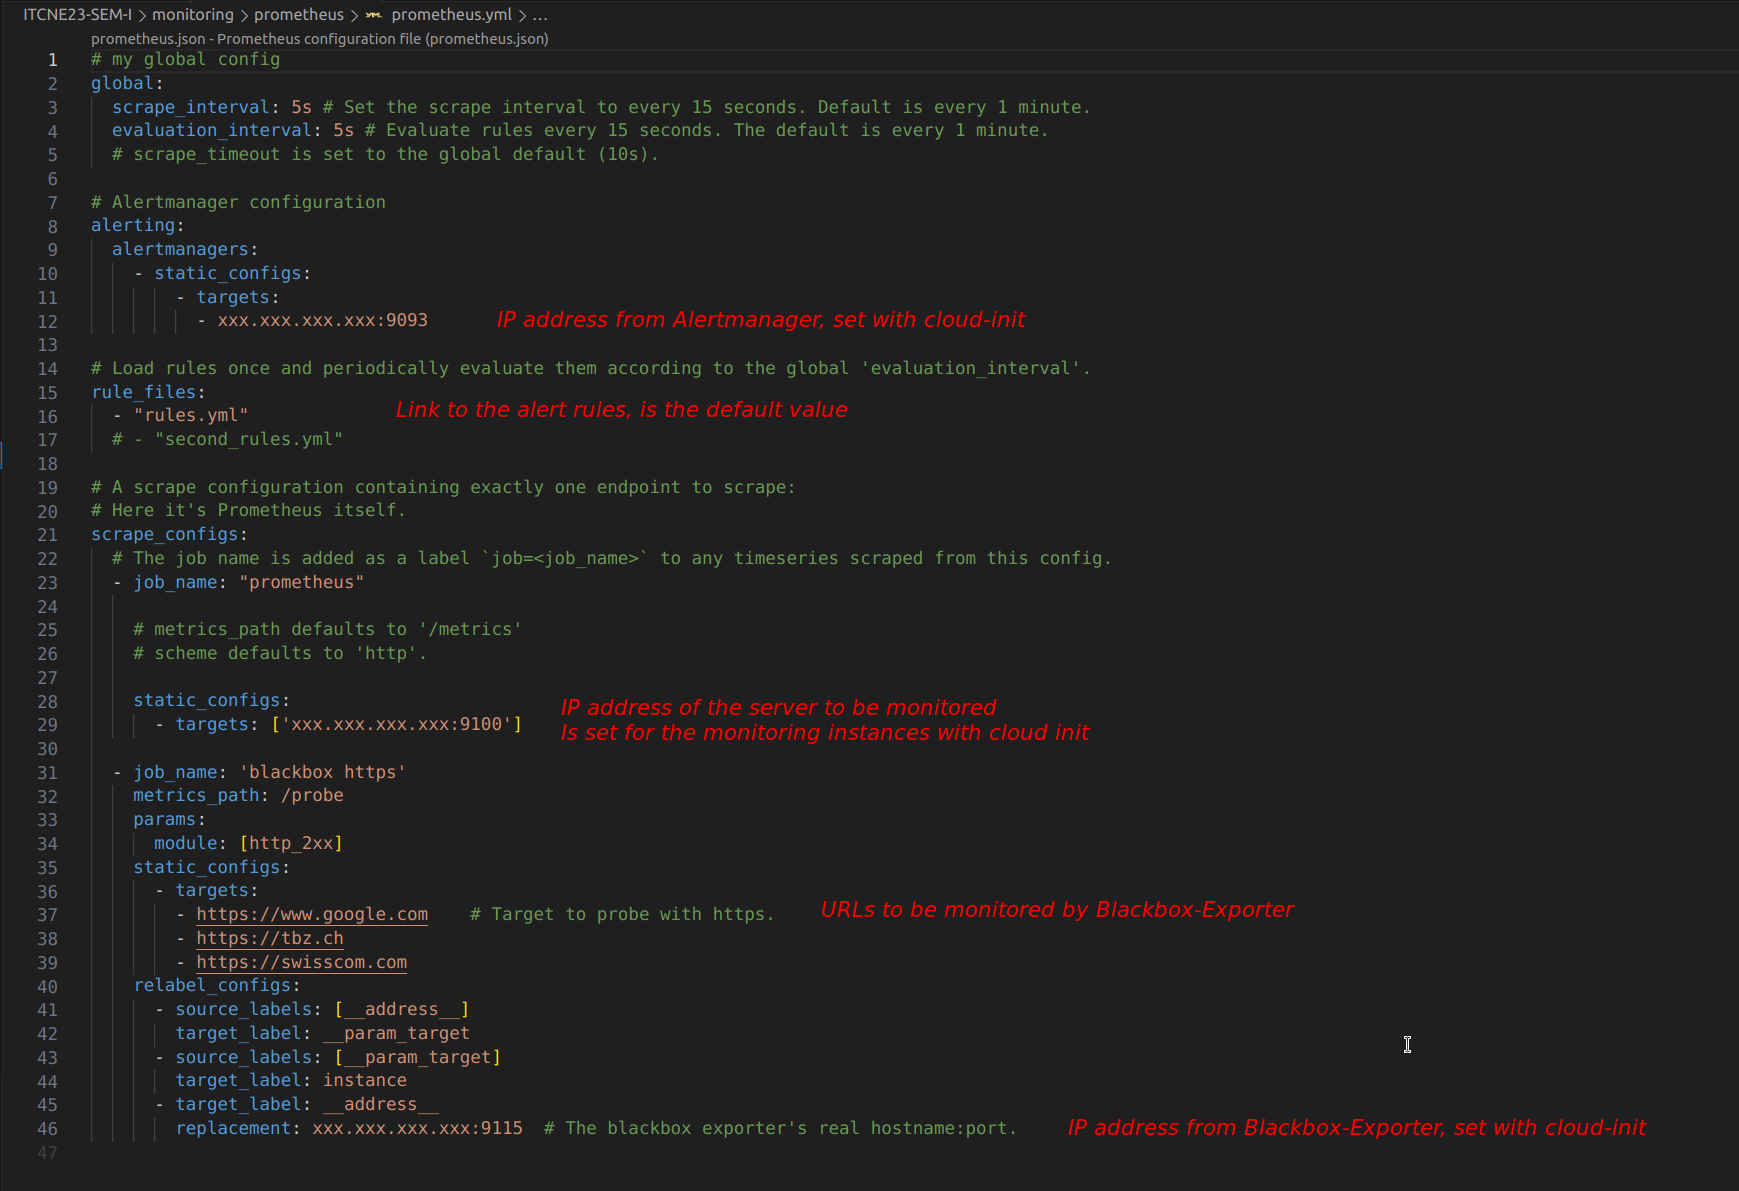 ITCNE23-SEM-I > monitoring > prometheus > YAML prometheus.yml > ...
prometheus.json - Prometheus configuration file (prometheus.json)
1 # my global config
2 global:
3   scrape_interval: 5s # Set the scrape interval to every 15 seconds. Default is every 1 minute.
4   evaluation_interval: 5s # Evaluate rules every 15 seconds. The default is every 1 minute.
5   # scrape_timeout is set to the global default (10s).
6
7 # Alertmanager configuration
8 alerting:
9   alertmanagers:
10     - static_configs:
11         - targets:
12           - xxx.xxx.xxx.xxx:9093 IP address from Alertmanager, set with cloud-init
13
14 # Load rules once and periodically evaluate them according to the global 'evaluation_interval'.
15 rule_files:
16   - "rules.yml" Link to the alert rules, is the default value
17   # - "second_rules.yml"
18
19 # A scrape configuration containing exactly one endpoint to scrape:
20 # Here it's Prometheus itself.
21 scrape_configs:
22   # The job name is added as a label `job=<job_name>` to any timeseries scraped from this config.
23   - job_name: "prometheus"
24
25     # metrics_path defaults to '/metrics'
26     # scheme defaults to 'http'.
27
28     static_configs: IP address of the server to be monitored
29       - targets: ['xxx.xxx.xxx.xxx:9100'] Is set for the monitoring instances with cloud init
30
31   - job_name: 'blackbox https'
32     metrics_path: /probe
33     params:
34       module: [http_2xx]
35     static_configs:
36       - targets:
37         - https://www.google.com    # Target to probe with https. URLs to be monitored by Blackbox-Exporter
38         - https://tbz.ch
39         - https://swisscom.com
40     relabel_configs:
41       - source_labels: [__address__]
42         target_label: __param_target
43       - source_labels: [__param_target]
44         target_label: instance
45       - target_label: __address__
46         replacement: xxx.xxx.xxx.xxx:9115  # The blackbox exporter's real hostname:port. IP address from Blackbox-Exporter, set with cloud-init
47